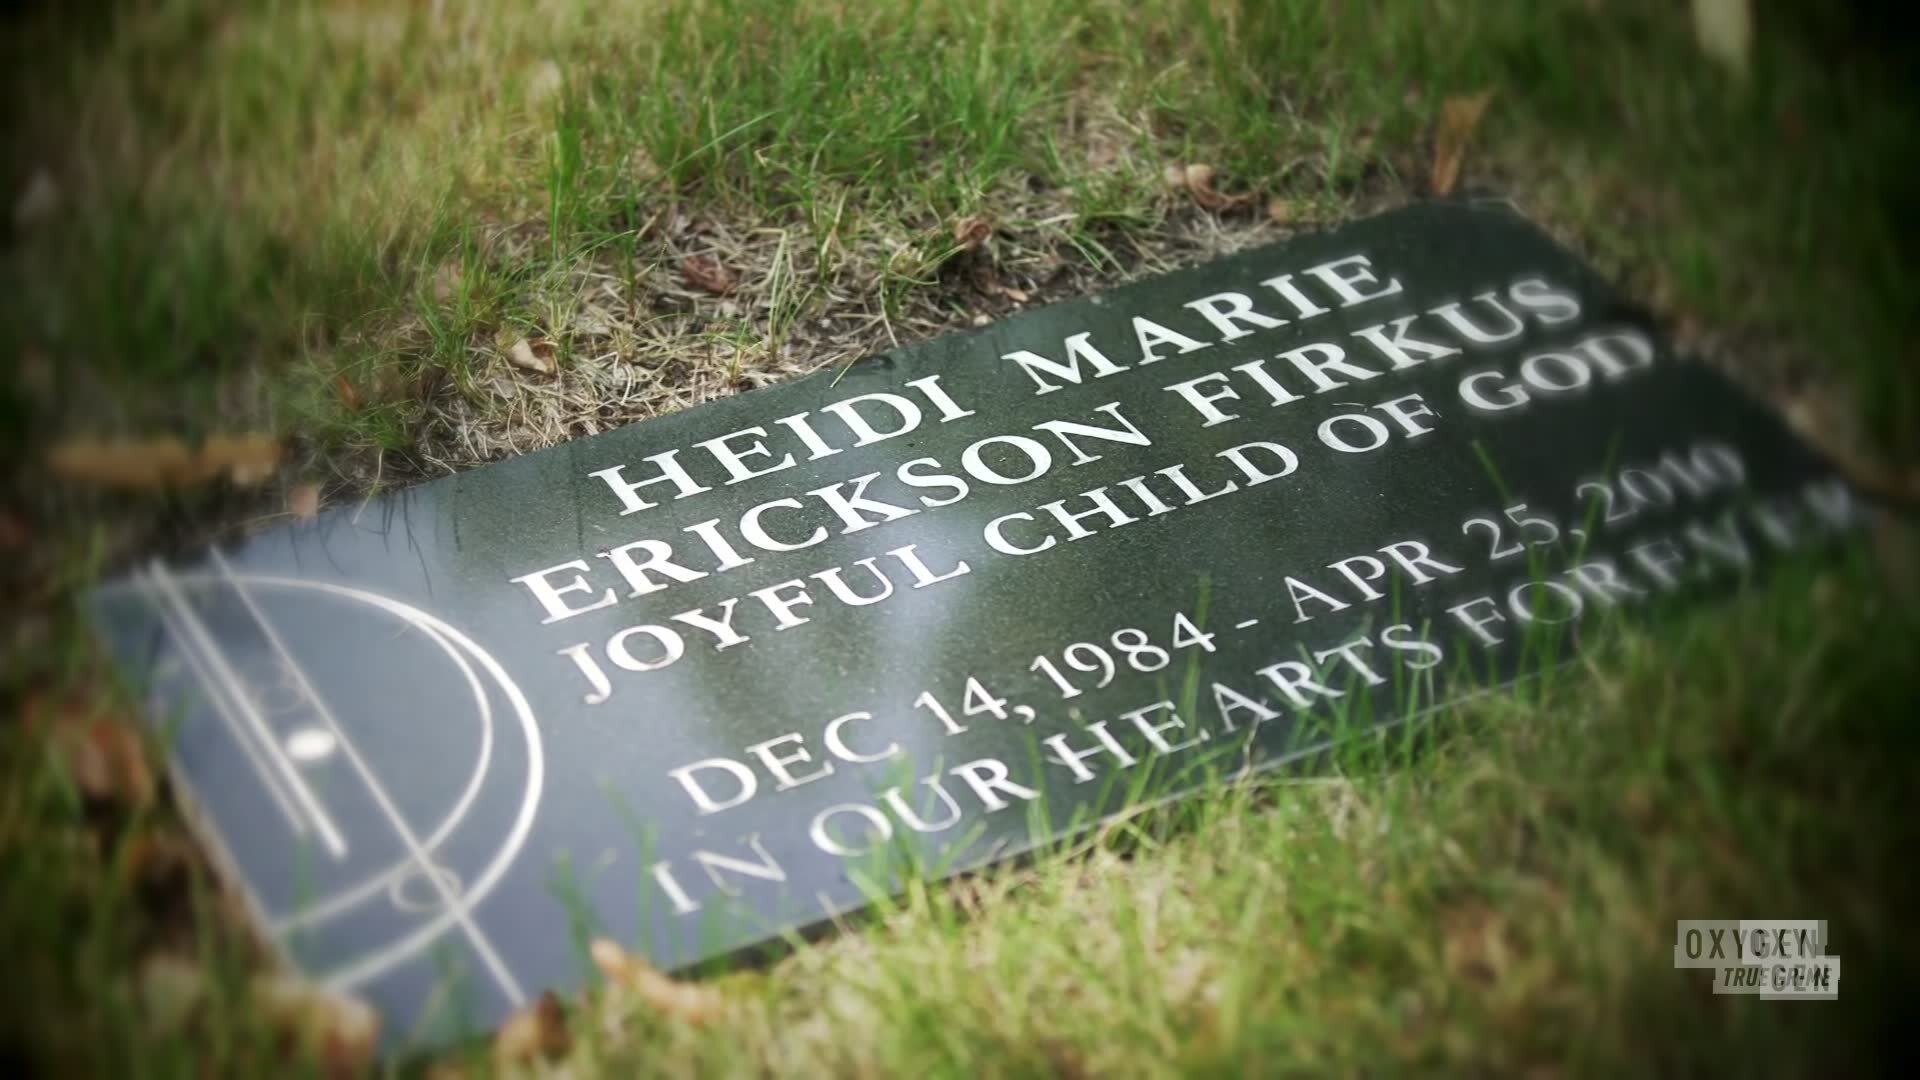 HEIDI MARIE
ERICKSON FIRKUS
JOYFUL CHILD OF GOD
DEC 14, 1984 - APR 25, 2010
IN OUR HEARTS FOREVER
OXYGEN
TRUE CRIME